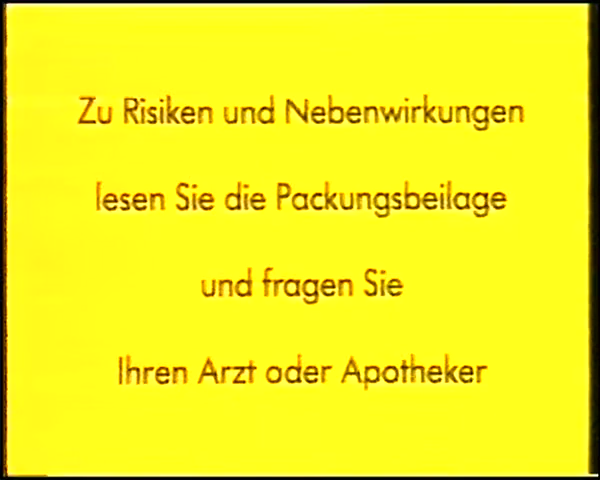 Zu Risiken und Nebenwirkungen
lesen Sie die Packungsbeilage
und fragen Sie
Ihren Arzt oder Apotheker